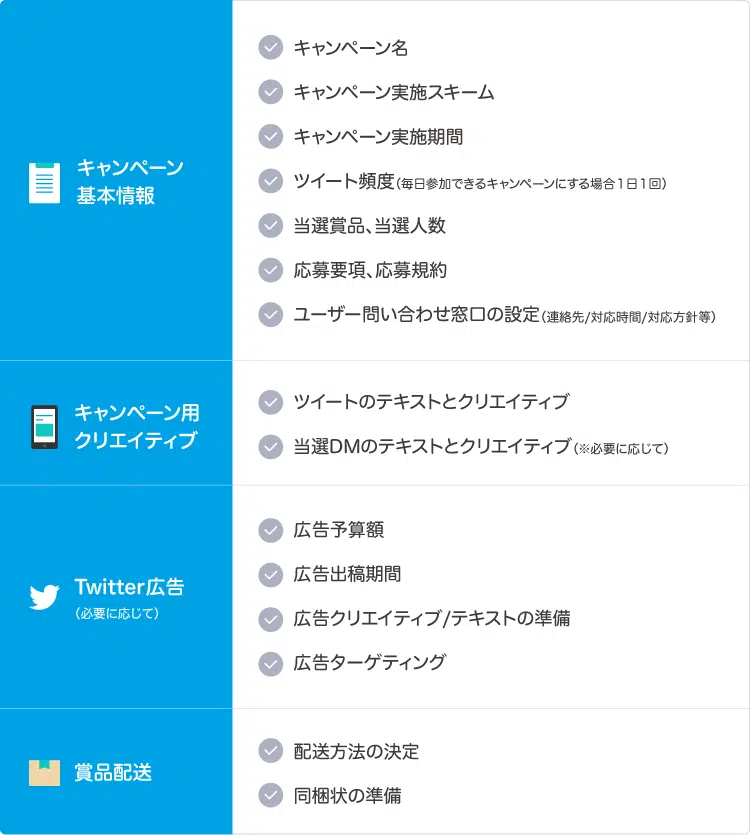 キャンペーン
基本情報
キャンペーン名
キャンペーン実施スキーム
キャンペーン実施期間
ツイート頻度（毎日参加できるキャンペーンにする場合1日1回）
当選賞品、当選人数
応募要項、応募規約
ユーザー問い合わせ窓口の設定（連絡先/対応時間/対応方針等）
キャンペーン用
クリエイティブ
ツイートのテキストとクリエイティブ
当選DMのテキストとクリエイティブ（※必要に応じて）
Twitter広告
（必要に応じて）
広告予算額
広告出稿期間
広告クリエイティブ/テキストの準備
広告ターゲティング
賞品配送
配送方法の決定
同梱状の準備